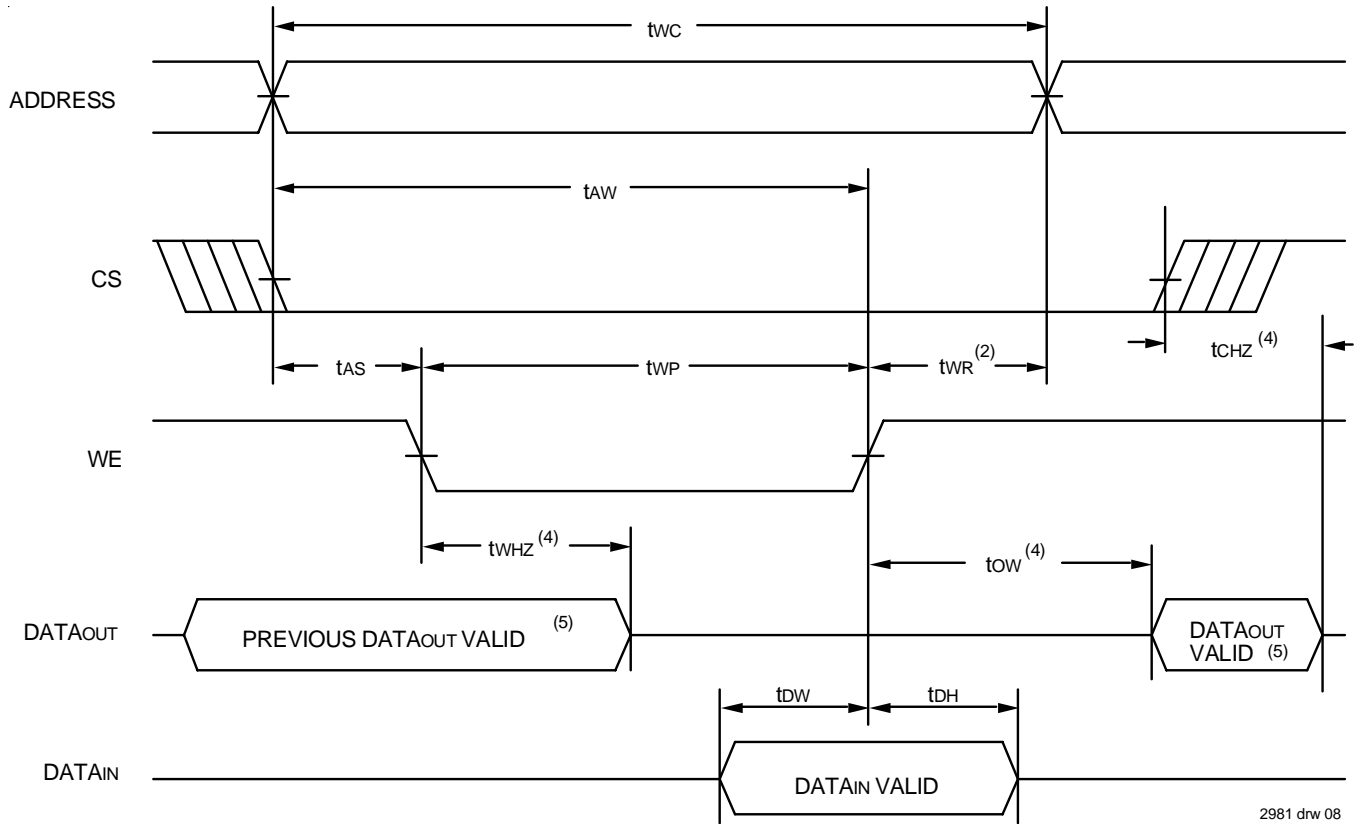 tWC
ADDRESS
tAW
CS
tCHZ (4)
tAS
tWP
tWR (2)
WE
tWHZ (4)
tOW (4)
DATAOUT
PREVIOUS DATAOUT VALID (5)
DATAOUT
VALID (5)
tDW
tDH
DATAIN
DATAIN VALID
2981 drw 08